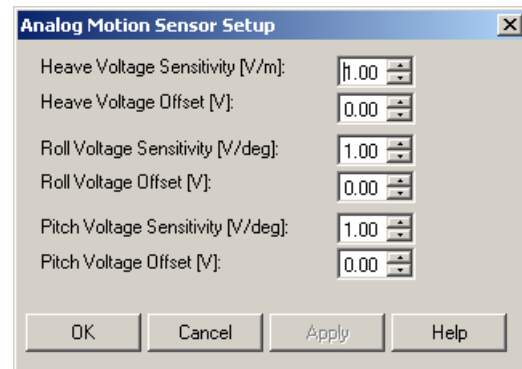 Analog Motion Sensor Setup
Heave Voltage Sensitivity [V/m]: 1.00
Heave Voltage Offset [V]: 0.00
Roll Voltage Sensitivity [V/deg]: 1.00
Roll Voltage Offset [V]: 0.00
Pitch Voltage Sensitivity [V/deg]: 1.00
Pitch Voltage Offset [V]: 0.00
OK Cancel Apply Help